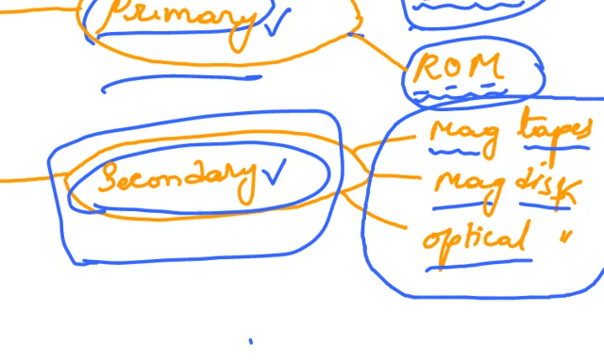 Primary ✓
ROM
Secondary ✓
mag tapes
mag disk
optical "